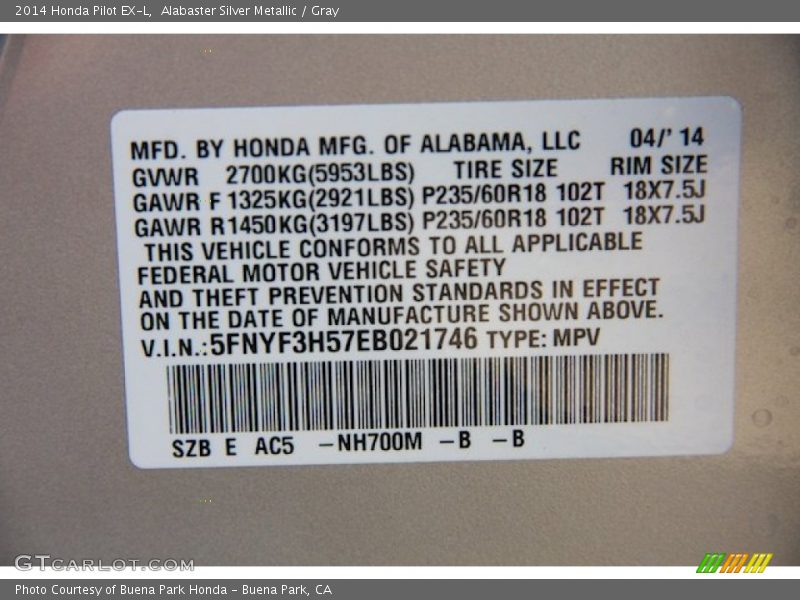 2014 Honda Pilot EX-L, Alabaster Silver Metallic / Gray
MFD. BY HONDA MFG. OF ALABAMA, LLC 04/' 14
GVWR 2700KG(5953LBS) TIRE SIZE RIM SIZE
GAWR F 1325KG(2921LBS) P235/60R18 102T 18X7.5J
GAWR R1450KG(3197LBS) P235/60R18 102T 18X7.5J
THIS VEHICLE CONFORMS TO ALL APPLICABLE
FEDERAL MOTOR VEHICLE SAFETY
AND THEFT PREVENTION STANDARDS IN EFFECT
ON THE DATE OF MANUFACTURE SHOWN ABOVE.
V.I.N.:5FNYF3H57EB021746 TYPE: MPV
SZB E AC5 -NH700M -B -B
GTCARLOT.COM
Photo Courtesy of Buena Park Honda - Buena Park, CA